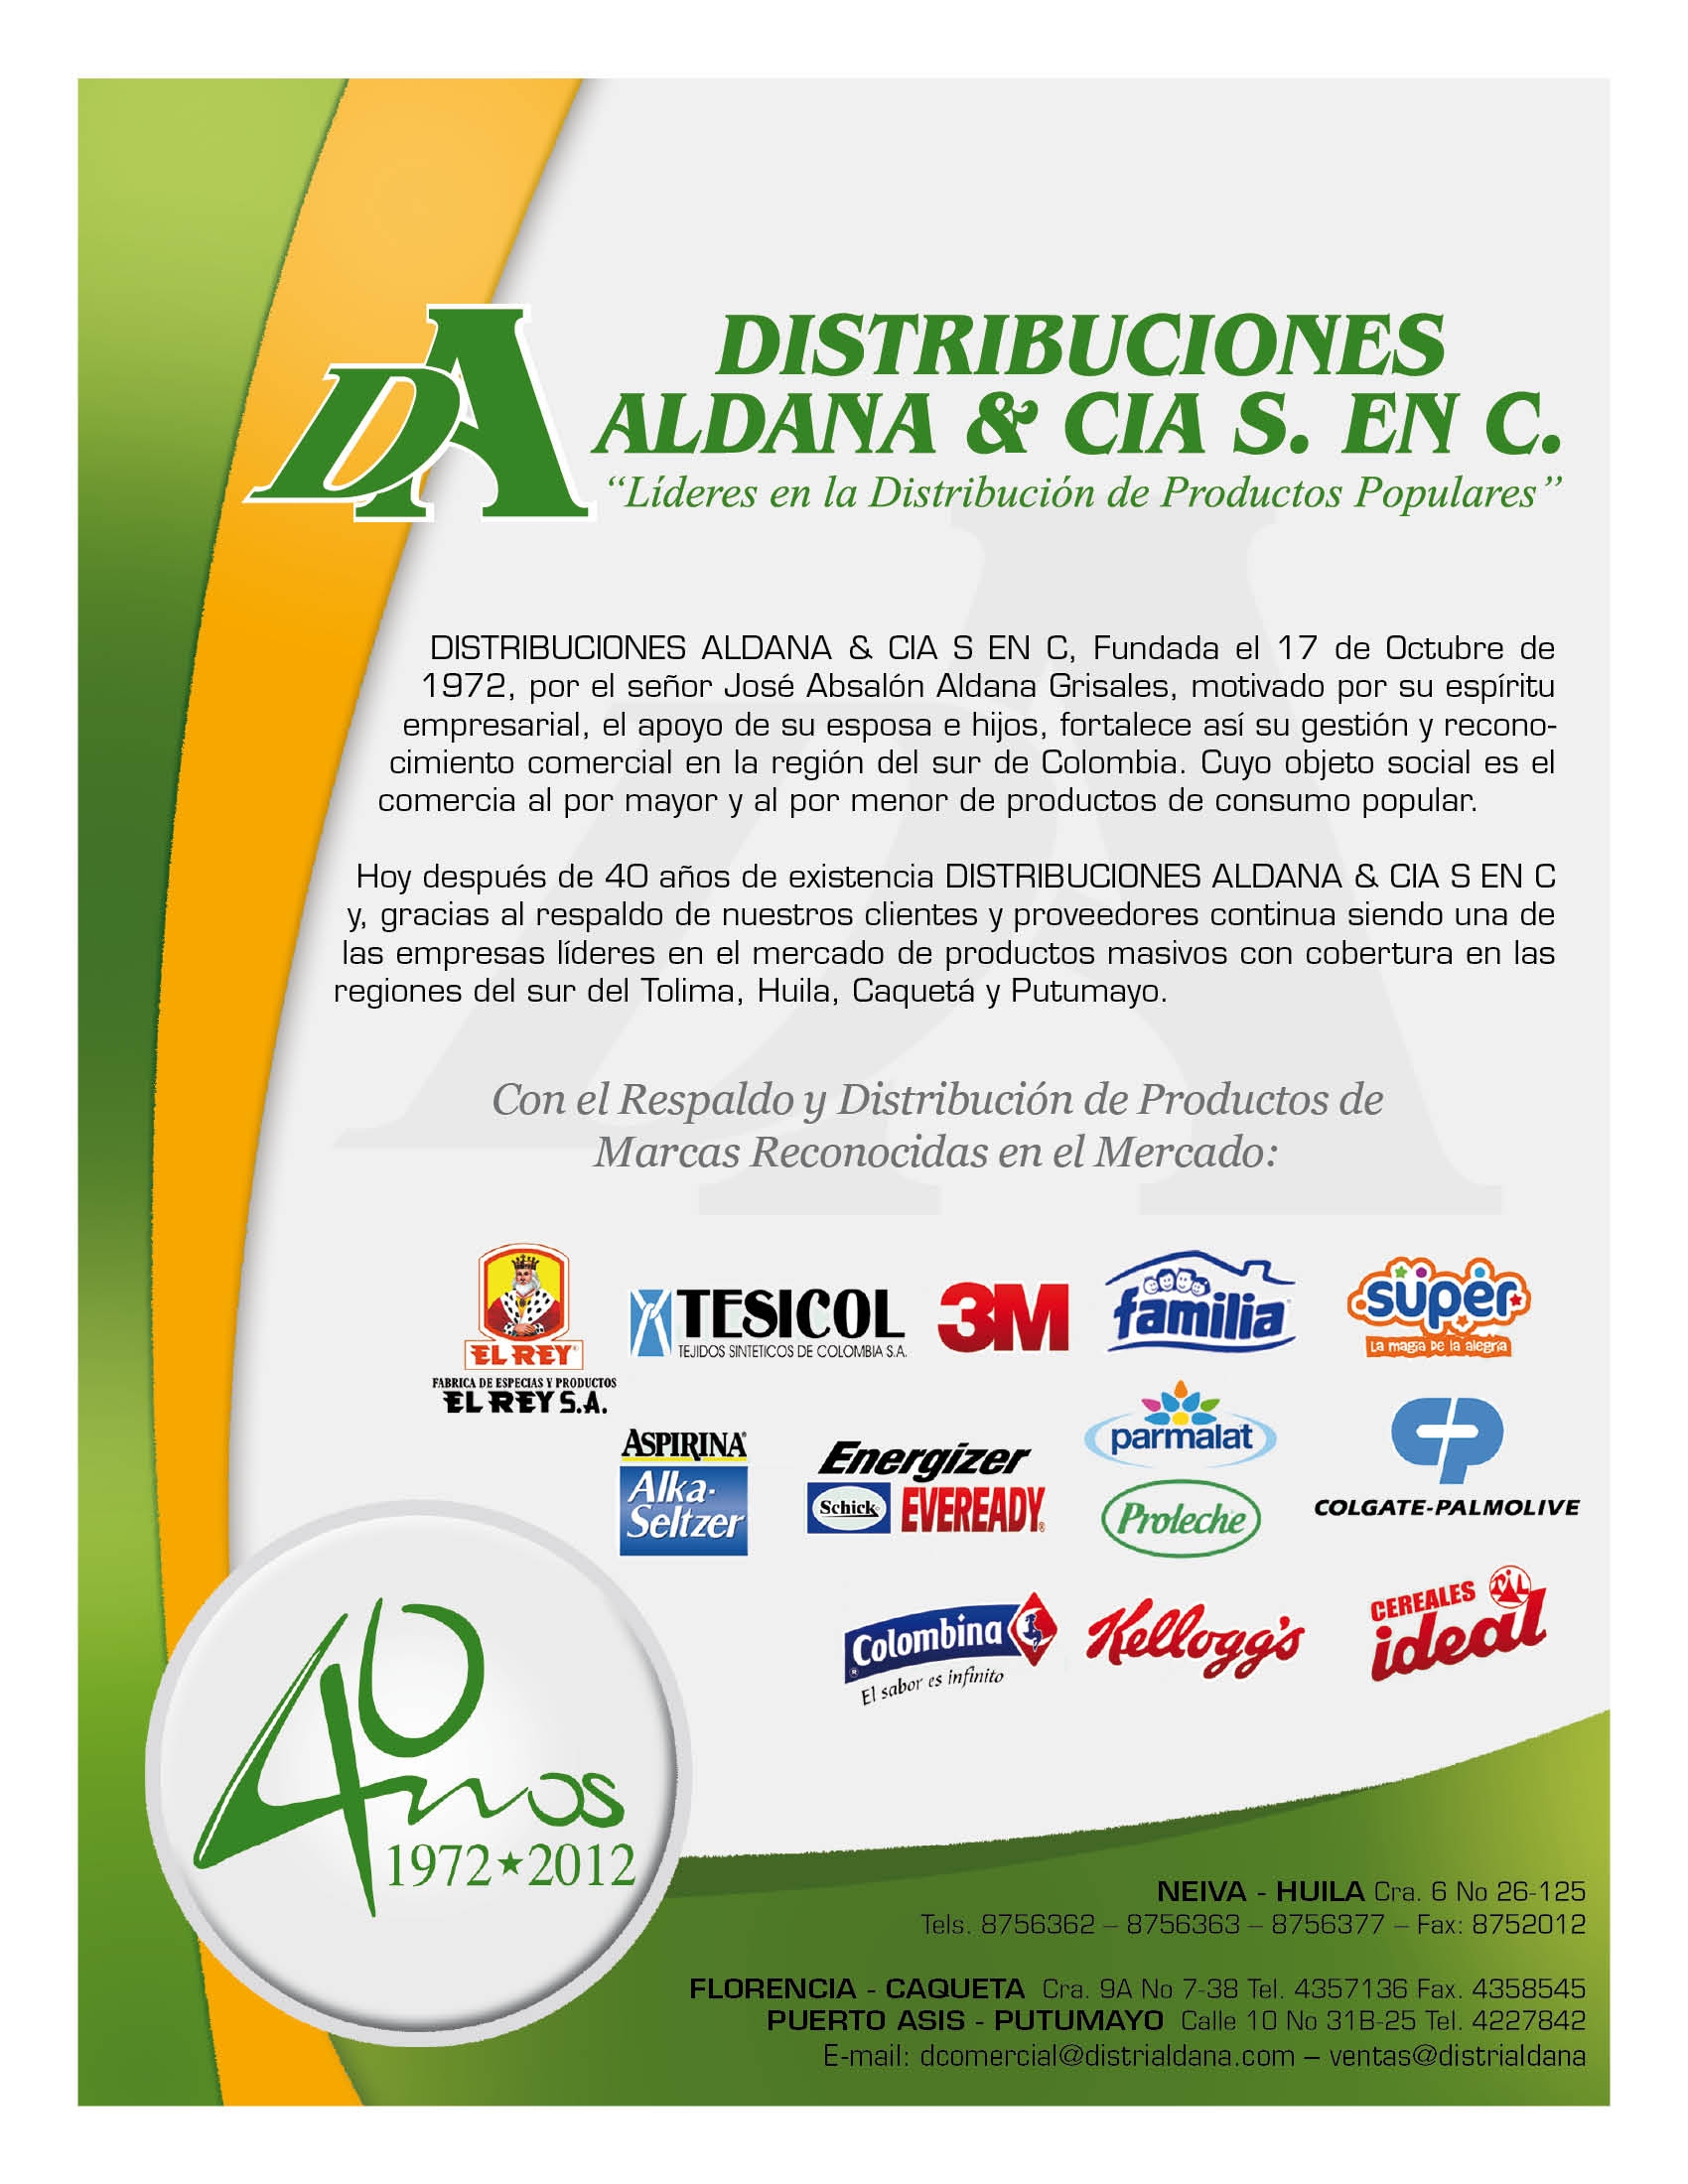 DA
DISTRIBUCIONES
ALDANA & CIA S. EN C.
“Líderes en la Distribución de Productos Populares”
DISTRIBUCIONES ALDANA & CIA S EN C, Fundada el 17 de Octubre de
1972, por el señor José Absalón Aldana Grisales, motivado por su espíritu
empresarial, el apoyo de su esposa e hijos, fortalece así su gestión y recono-
cimiento comercial en la región del sur de Colombia. Cuyo objeto social es el
comercia al por mayor y al por menor de productos de consumo popular.
Hoy después de 40 años de existencia DISTRIBUCIONES ALDANA & CIA S EN C
y, gracias al respaldo de nuestros clientes y proveedores continua siendo una de
las empresas líderes en el mercado de productos masivos con cobertura en las
regiones del sur del Tolima, Huila, Caquetá y Putumayo.
Con el Respaldo y Distribución de Productos de
Marcas Reconocidas en el Mercado:
EL REY
FABRICA DE ESPECIAS Y PRODUCTOS
EL REY S.A.
TESICOL
TEJIDOS SINTETICOS DE COLOMBIA S.A.
3M
familia
súper
La magia de la alegría
ASPIRINA
Alka-
Seltzer
Energizer
Schick EVEREADY
parmalat
Proleche
COLGATE-PALMOLIVE
Colombina
El sabor es infinito
Kellogg's
CEREALES
ideal
40 Años
1972★2012
NEIVA - HUILA Cra. 6 No 26-125
Tels. 8756362 – 8756363 – 8756377 – Fax: 8752012
FLORENCIA - CAQUETA Cra. 9A No 7-38 Tel. 4357136 Fax. 4358545
PUERTO ASIS - PUTUMAYO Calle 10 No 31B-25 Tel. 4227842
E-mail: dcomercial@distrialdana.com – ventas@distrialdana